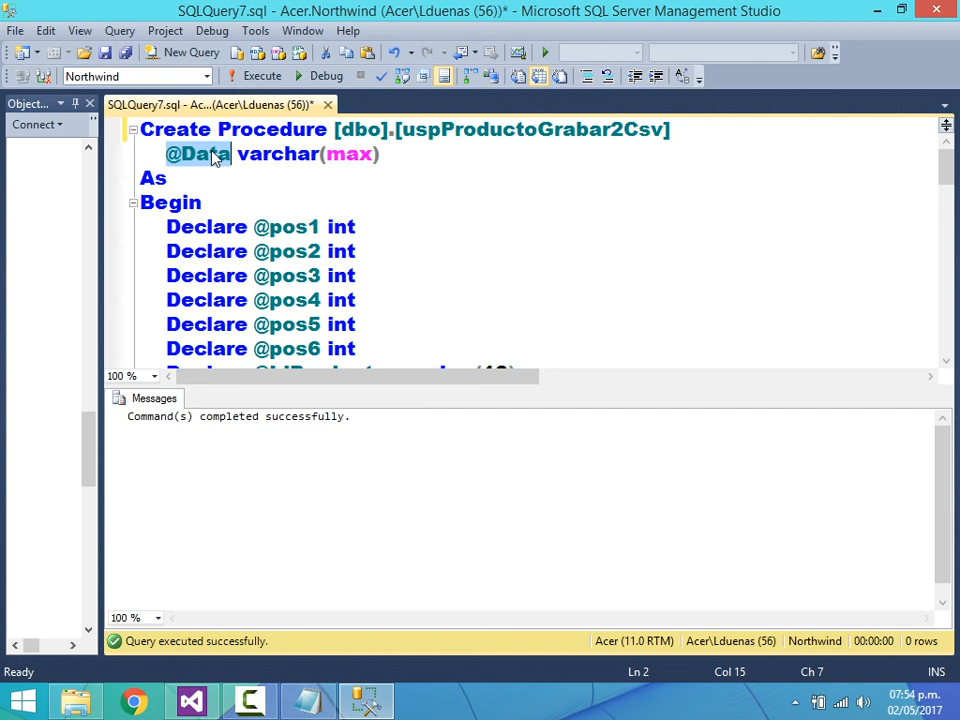 SQLQuery7.sql - Acer.Northwind (Acer\Lduenas (56))* - Microsoft SQL Server Management Studio
File Edit View Query Project Debug Tools Window Help
New Query
Northwind Execute Debug
Object... SQLQuery7.sql - Ac...(Acer\Lduenas (56))*
Connect
Create Procedure [dbo].[uspProductoGrabar2Csv]
@Data varchar(max)
As
Begin
Declare @pos1 int
Declare @pos2 int
Declare @pos3 int
Declare @pos4 int
Declare @pos5 int
Declare @pos6 int
100 %
Messages
Command(s) completed successfully.
100 %
Query executed successfully. Acer (11.0 RTM) Acer\Lduenas (56) Northwind 00:00:00 0 rows
Ready Ln 2 Col 15 Ch 7 INS
07:54 p.m.
02/05/2017